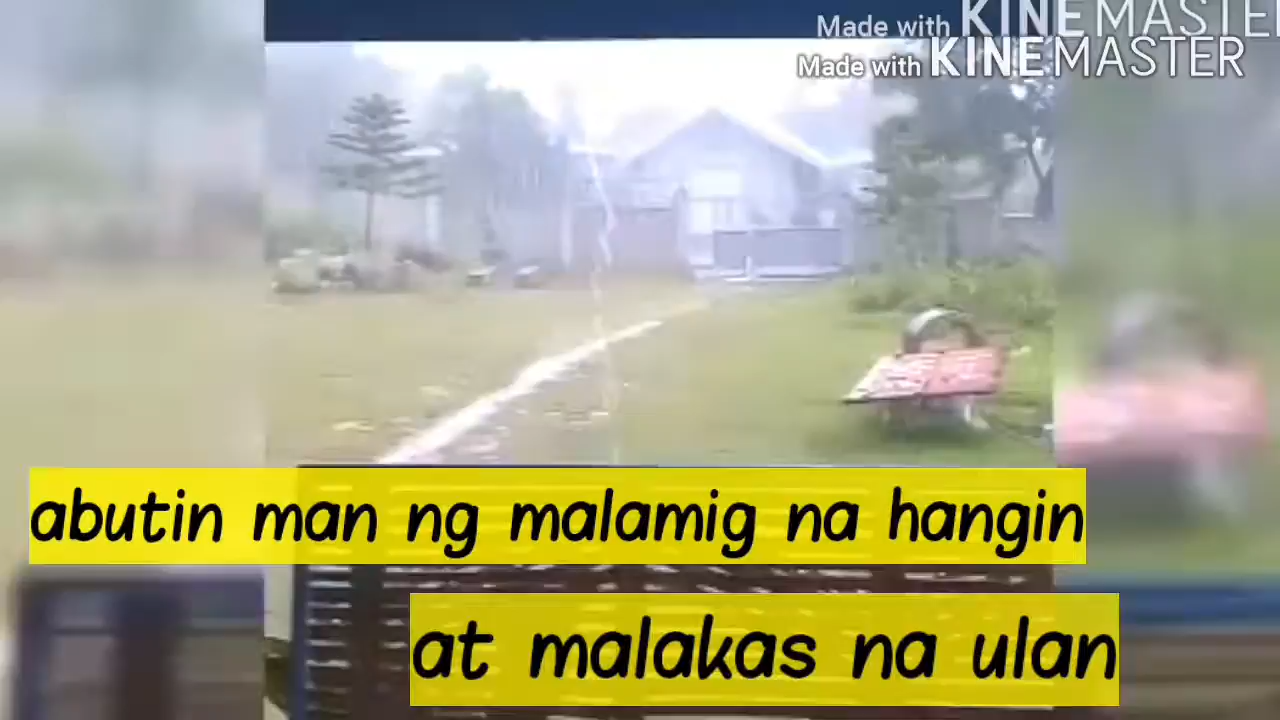 Made with KINEMASTER
Made with KINEMASTER
abutin man ng malamig na hangin
at malakas na ulan